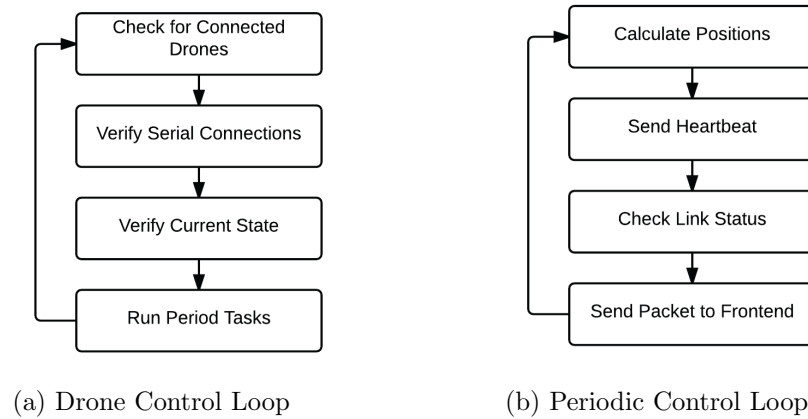 Check for Connected
Drones
Verify Serial Connections
Verify Current State
Run Period Tasks
(a) Drone Control Loop
Calculate Positions
Send Heartbeat
Check Link Status
Send Packet to Frontend
(b) Periodic Control Loop